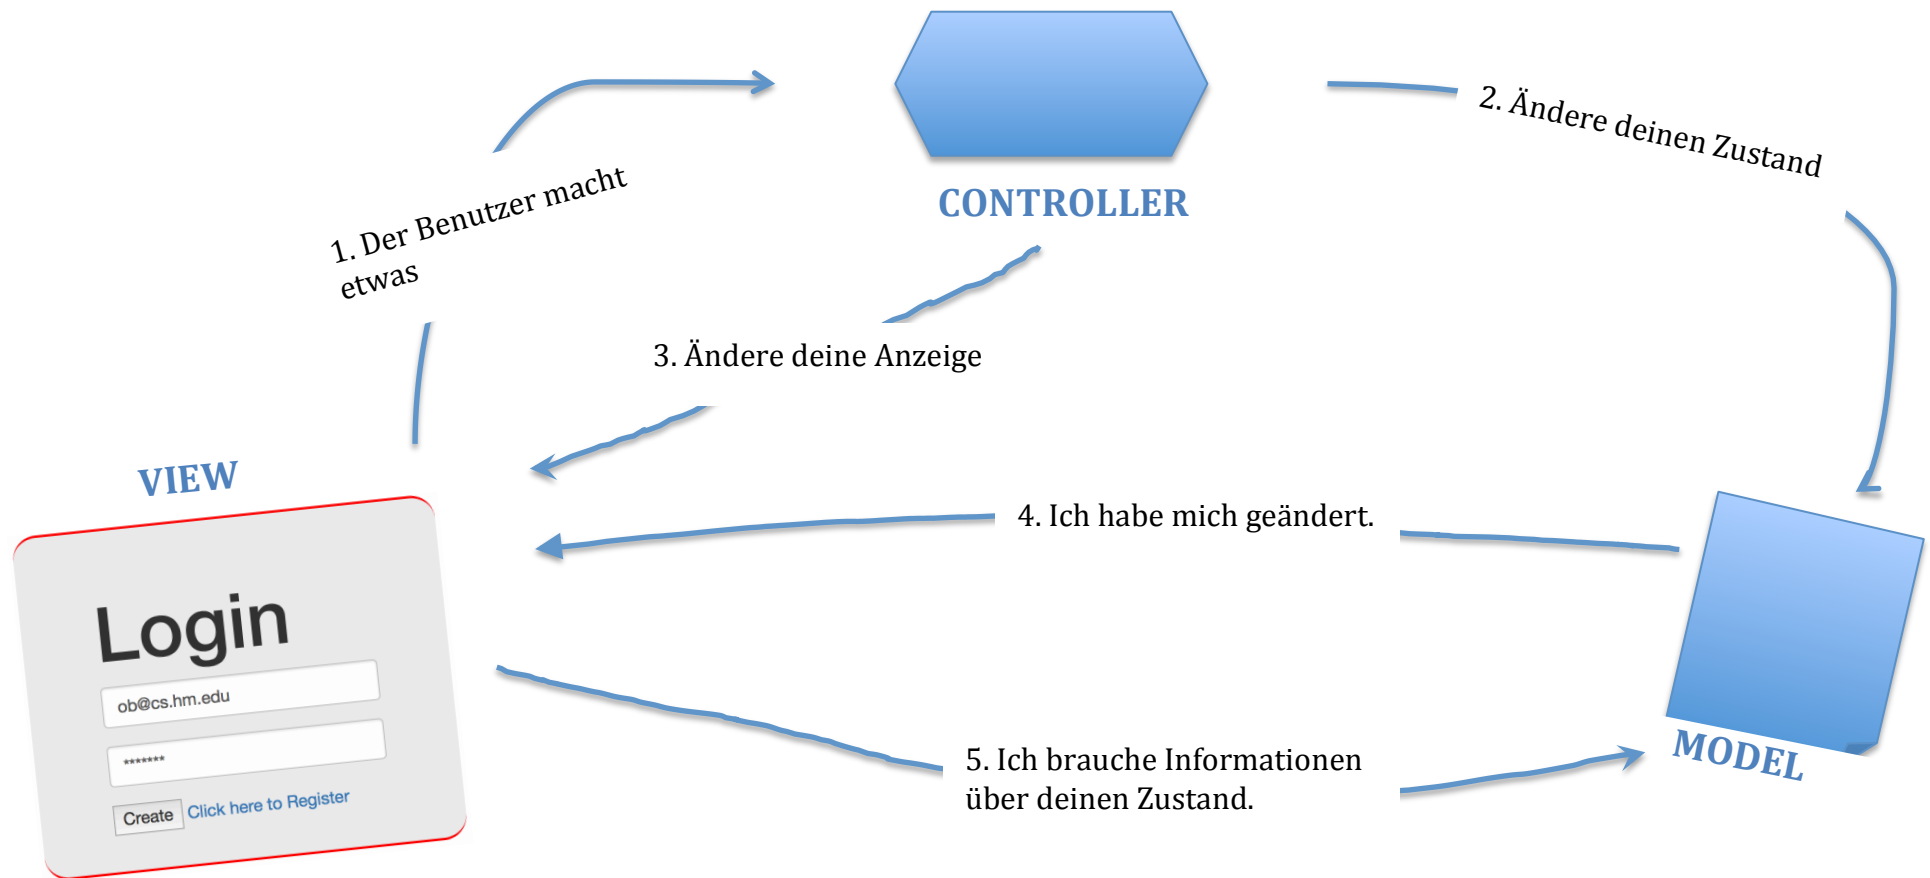 CONTROLLER
1. Der Benutzer macht
etwas
2. Ändere deinen Zustand
3. Ändere deine Anzeige
VIEW
4. Ich habe mich geändert.
Login
ob@cs.hm.edu
*******
Create Click here to Register
5. Ich brauche Informationen
über deinen Zustand.
MODEL